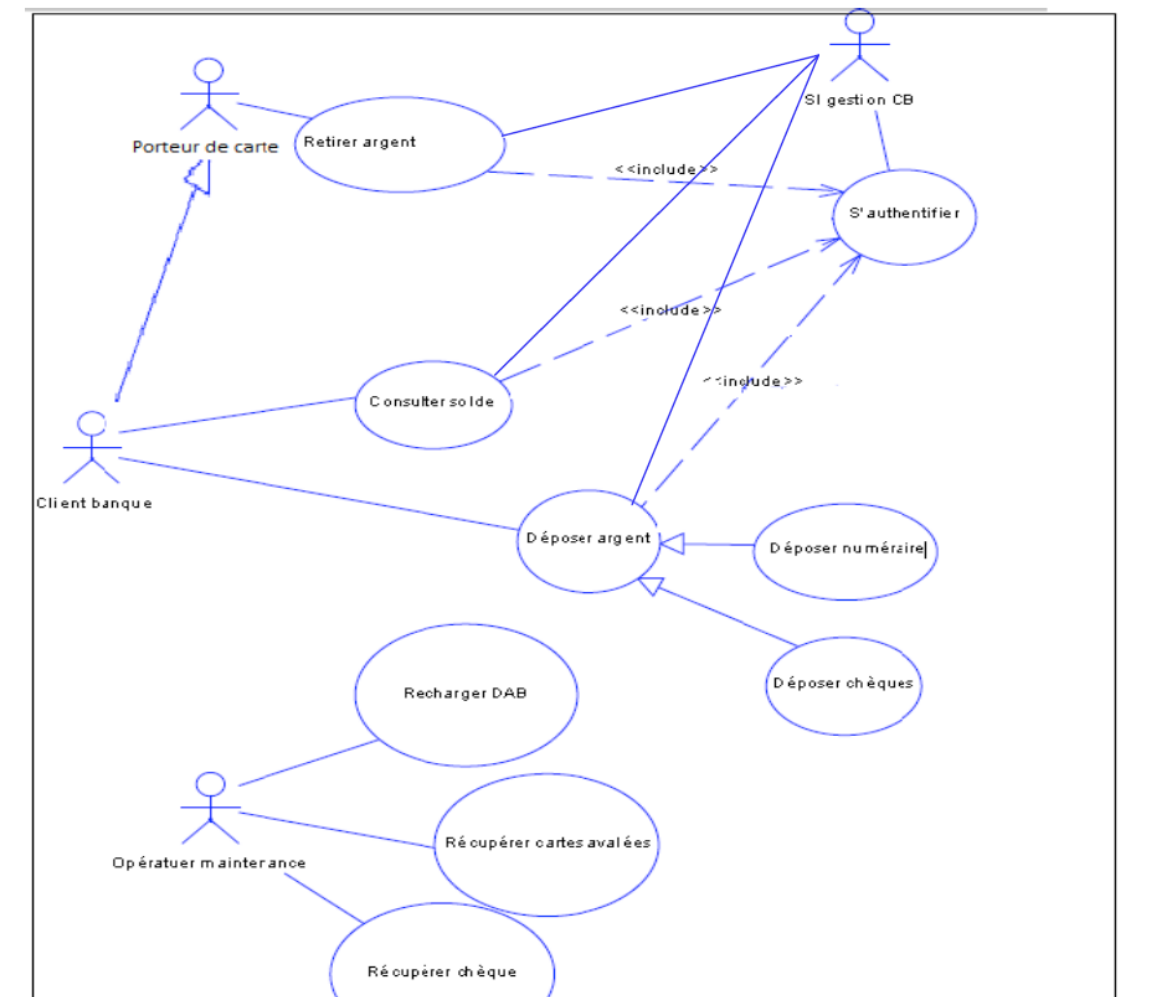 SI gestion CB
Porteur de carte
Retirer argent
<<include>>
S'authentifier
<<include>>
<<include>>
Consulter solde
Client banque
Déposer argent
Déposer numéraire
Déposer chèques
Recharger DAB
Récupérer cartes avalées
Opératuer mainterance
Récupérer chèque